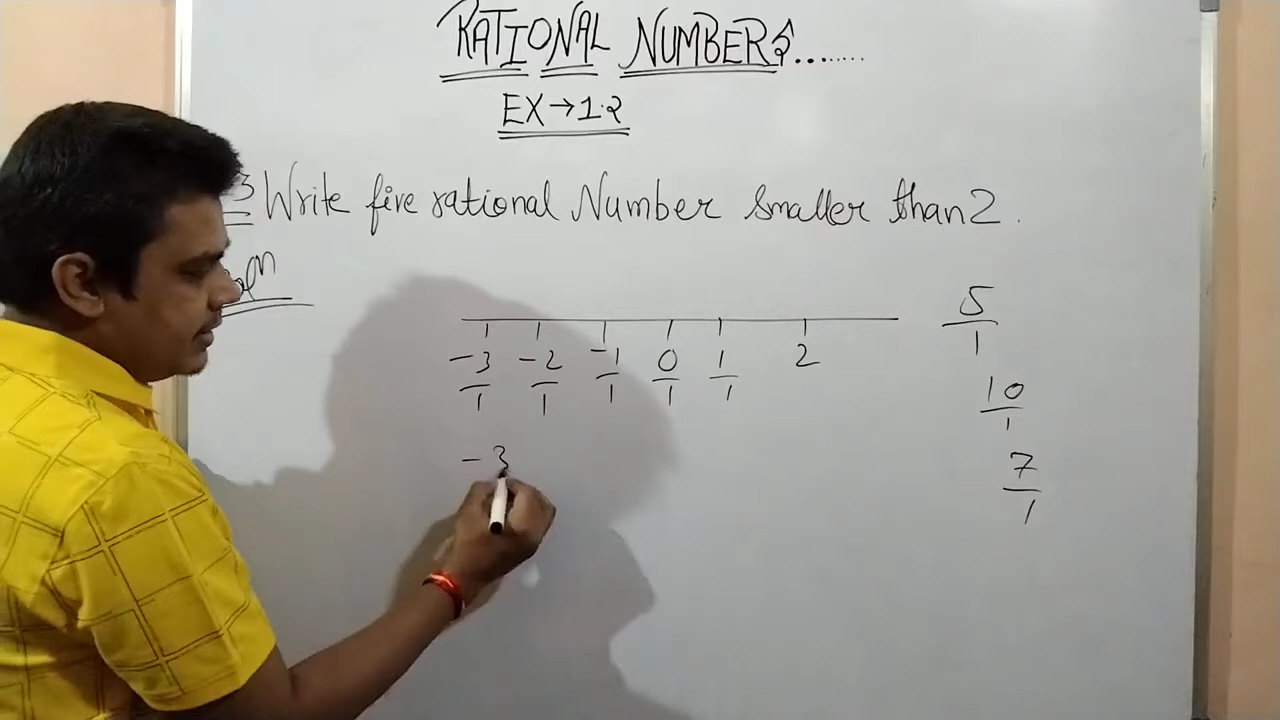 RATIONAL NUMBERS........
EX→1.2
3 Write five rational Number smaller than 2.
-3/1 -2/1 -1/1 0/1 1/1 2
5/1
10/1
7/1
-3